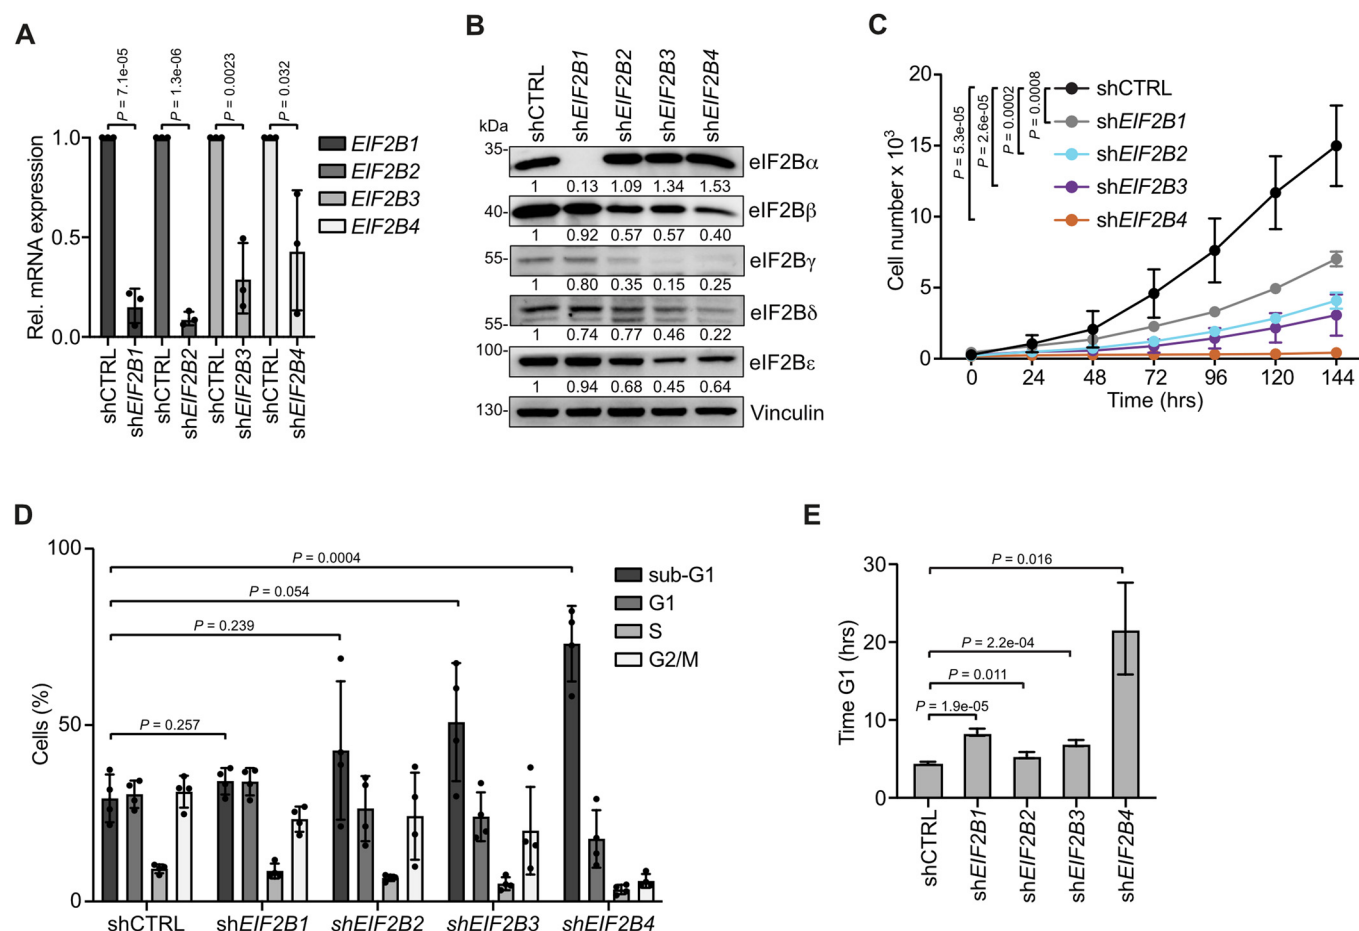 A
P = 7.1e-05
P = 1.3e-06
P = 0.0023
P = 0.032
Rel. mRNA expression
1.0
0.5
0.0
EIF2B1
EIF2B2
EIF2B3
EIF2B4
shCTRL
shEIF2B1
shCTRL
shEIF2B2
shCTRL
shEIF2B3
shCTRL
shEIF2B4
B
shCTRL
shEIF2B1
shEIF2B2
shEIF2B3
shEIF2B4
kDa
35-
eIF2Bα
1 0.13 1.09 1.34 1.53
40-
eIF2Bβ
1 0.92 0.57 0.57 0.40
55-
eIF2Bγ
1 0.80 0.35 0.15 0.25
eIF2Bδ
55-
1 0.74 0.77 0.46 0.22
100-
eIF2Bε
1 0.94 0.68 0.45 0.64
130-
Vinculin
C
Cell number x 10³
20
15
10
5
0
P = 5.3e-05
P = 2.6e-05
P = 0.0002
P = 0.0008
shCTRL
shEIF2B1
shEIF2B2
shEIF2B3
shEIF2B4
0 24 48 72 96 120 144
Time (hrs)
D
Cells (%)
100
50
0
P = 0.0004
P = 0.054
P = 0.239
P = 0.257
sub-G1
G1
S
G2/M
shCTRL shEIF2B1 shEIF2B2 shEIF2B3 shEIF2B4
E
Time G1 (hrs)
30
20
10
0
P = 0.016
P = 2.2e-04
P = 0.011
P = 1.9e-05
shCTRL
shEIF2B1
shEIF2B2
shEIF2B3
shEIF2B4